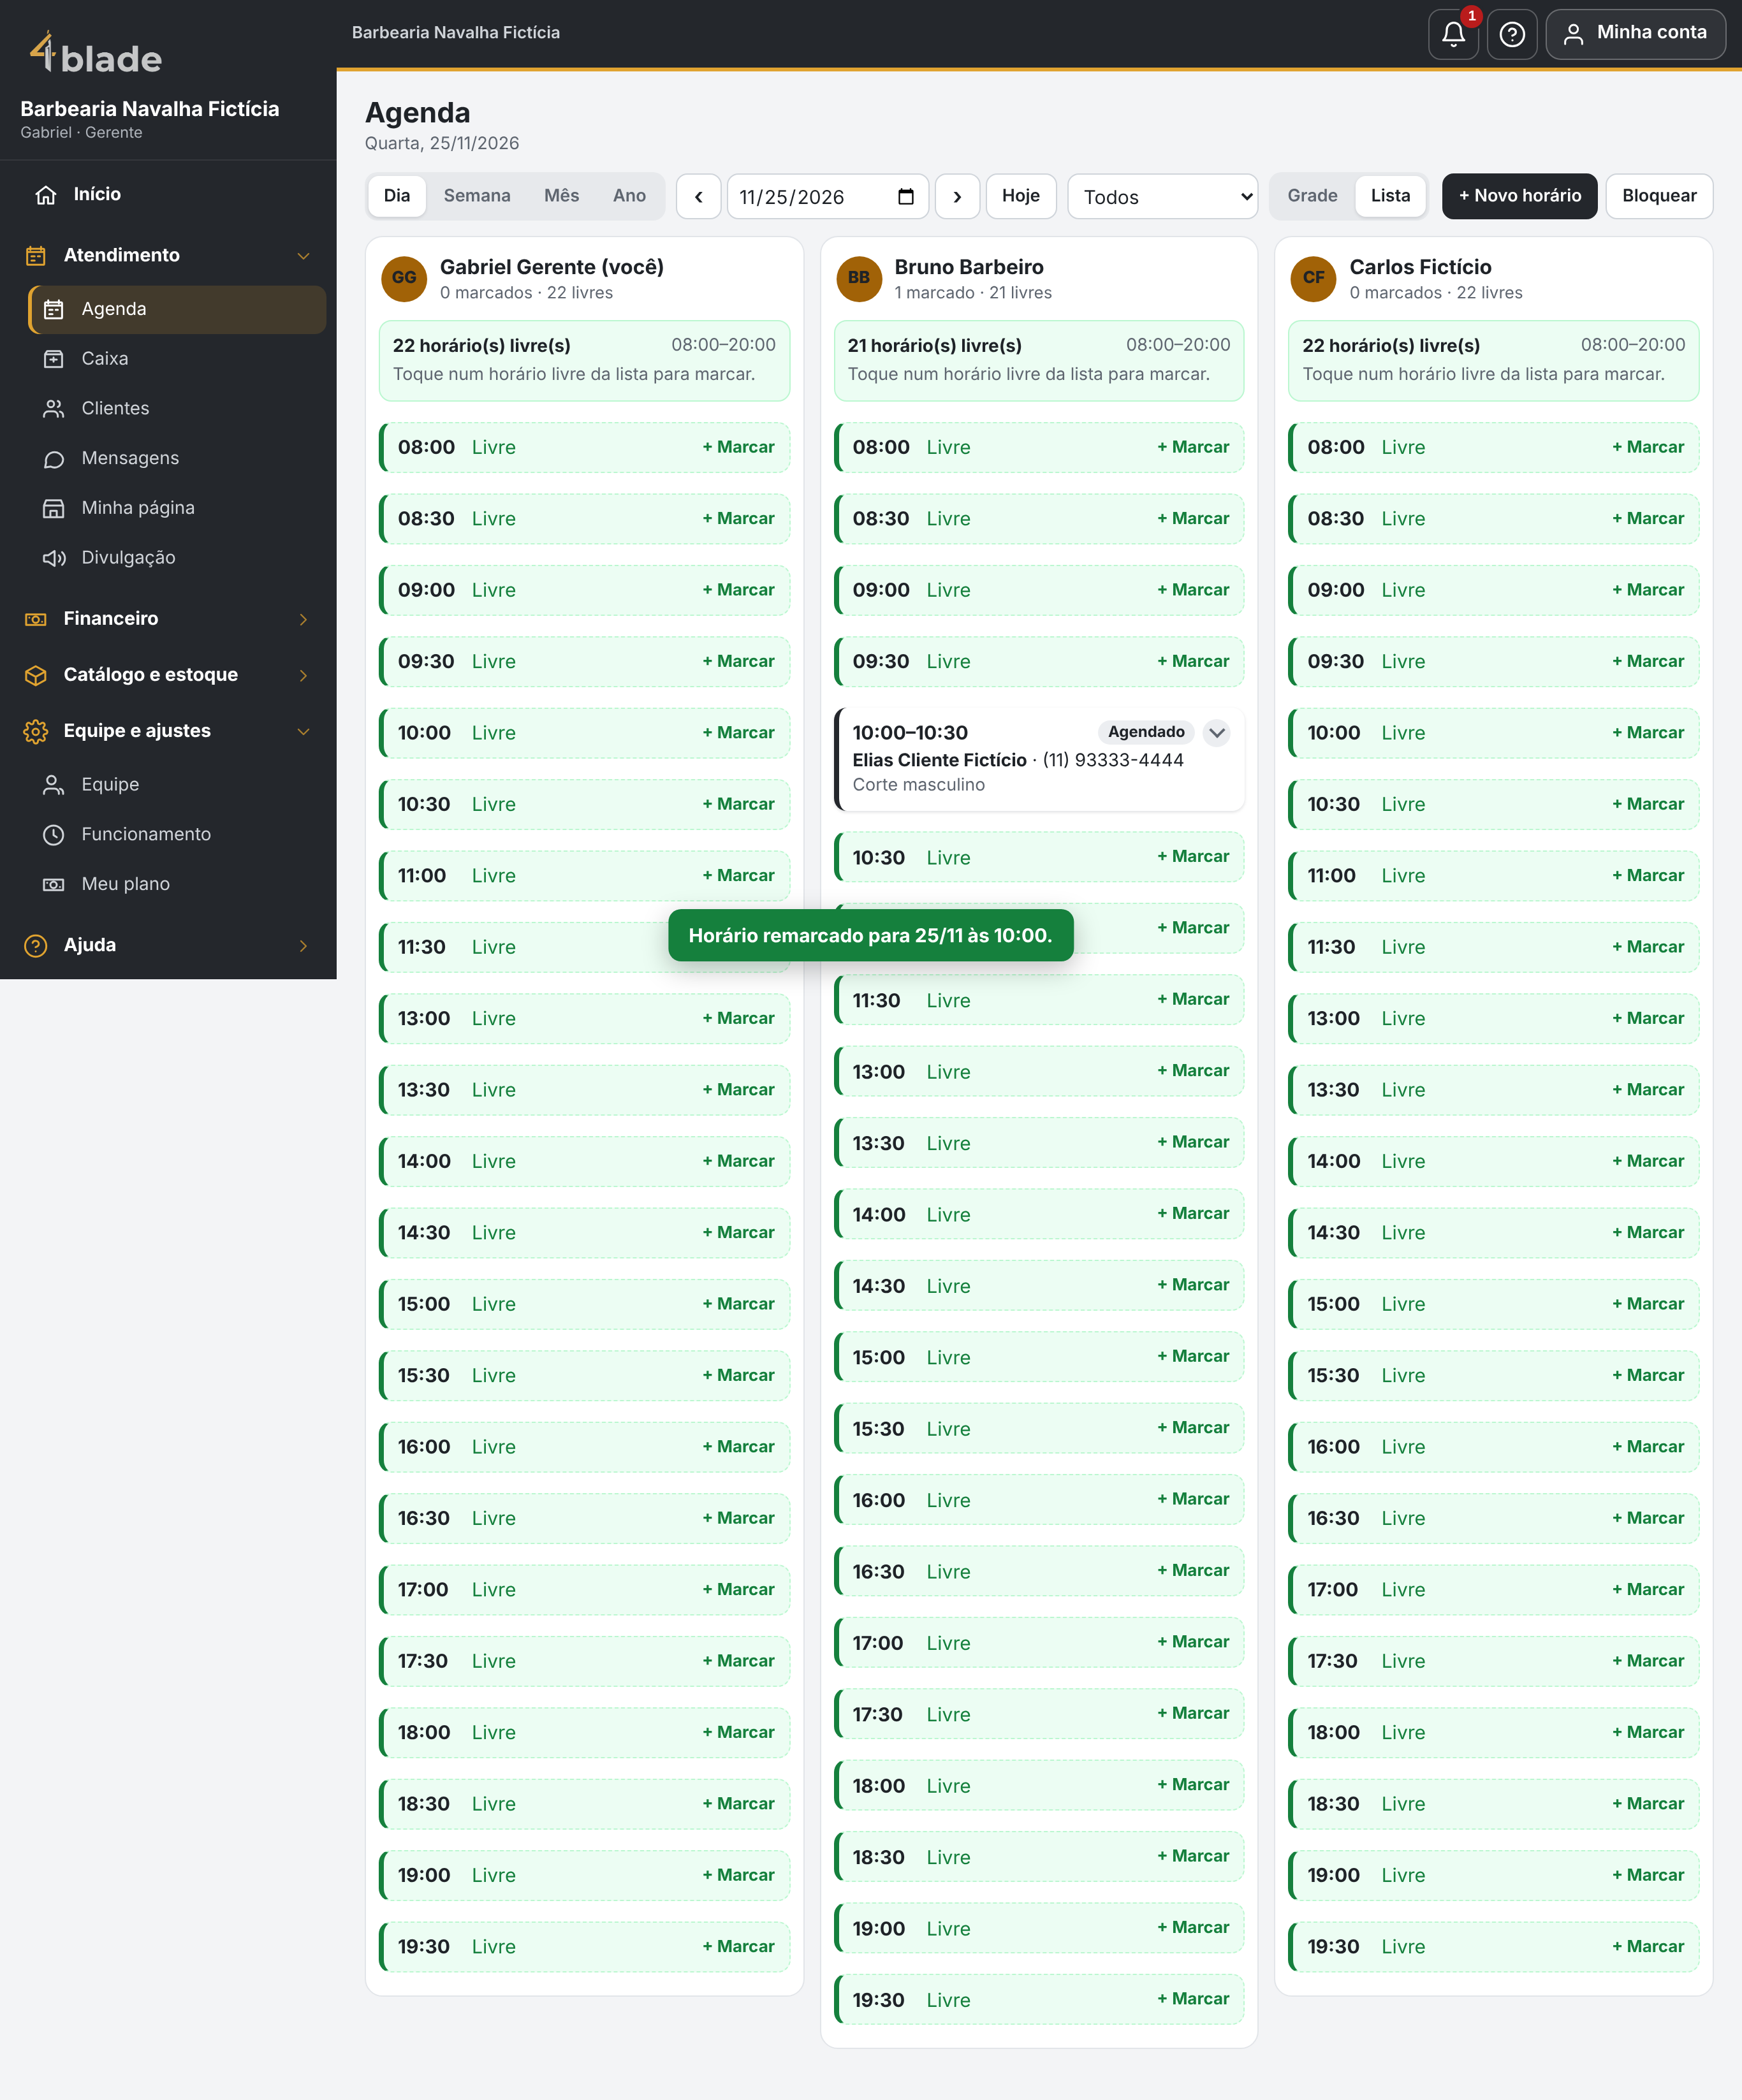 4blade
Barbearia Navalha Fictícia
Gabriel · Gerente
Início
Atendimento
Agenda
Caixa
Clientes
Mensagens
Minha página
Divulgação
Financeiro
Catálogo e estoque
Equipe e ajustes
Equipe
Funcionamento
Meu plano
Ajuda
Barbearia Navalha Fictícia
1
Minha conta
Agenda
Quarta, 25/11/2026
Dia Semana Mês Ano ‹ 11/25/2026 › Hoje Todos Grade Lista + Novo horário Bloquear
GG
Gabriel Gerente (você)
0 marcados · 22 livres
22 horário(s) livre(s) 08:00–20:00
Toque num horário livre da lista para marcar.
08:00 Livre + Marcar
08:30 Livre + Marcar
09:00 Livre + Marcar
09:30 Livre + Marcar
10:00 Livre + Marcar
10:30 Livre + Marcar
11:00 Livre + Marcar
11:30 Livre
13:00 Livre + Marcar
13:30 Livre + Marcar
14:00 Livre + Marcar
14:30 Livre + Marcar
15:00 Livre + Marcar
15:30 Livre + Marcar
16:00 Livre + Marcar
16:30 Livre + Marcar
17:00 Livre + Marcar
17:30 Livre + Marcar
18:00 Livre + Marcar
18:30 Livre + Marcar
19:00 Livre + Marcar
19:30 Livre + Marcar
BB
Bruno Barbeiro
1 marcado · 21 livres
21 horário(s) livre(s) 08:00–20:00
Toque num horário livre da lista para marcar.
08:00 Livre + Marcar
08:30 Livre + Marcar
09:00 Livre + Marcar
09:30 Livre + Marcar
10:00–10:30 Agendado
Elias Cliente Fictício · (11) 93333-4444
Corte masculino
10:30 Livre + Marcar
+ Marcar
11:30 Livre + Marcar
13:00 Livre + Marcar
13:30 Livre + Marcar
14:00 Livre + Marcar
14:30 Livre + Marcar
15:00 Livre + Marcar
15:30 Livre + Marcar
16:00 Livre + Marcar
16:30 Livre + Marcar
17:00 Livre + Marcar
17:30 Livre + Marcar
18:00 Livre + Marcar
18:30 Livre + Marcar
19:00 Livre + Marcar
19:30 Livre + Marcar
CF
Carlos Fictício
0 marcados · 22 livres
22 horário(s) livre(s) 08:00–20:00
Toque num horário livre da lista para marcar.
08:00 Livre + Marcar
08:30 Livre + Marcar
09:00 Livre + Marcar
09:30 Livre + Marcar
10:00 Livre + Marcar
10:30 Livre + Marcar
11:00 Livre + Marcar
11:30 Livre + Marcar
13:00 Livre + Marcar
13:30 Livre + Marcar
14:00 Livre + Marcar
14:30 Livre + Marcar
15:00 Livre + Marcar
15:30 Livre + Marcar
16:00 Livre + Marcar
16:30 Livre + Marcar
17:00 Livre + Marcar
17:30 Livre + Marcar
18:00 Livre + Marcar
18:30 Livre + Marcar
19:00 Livre + Marcar
19:30 Livre + Marcar
Horário remarcado para 25/11 às 10:00.